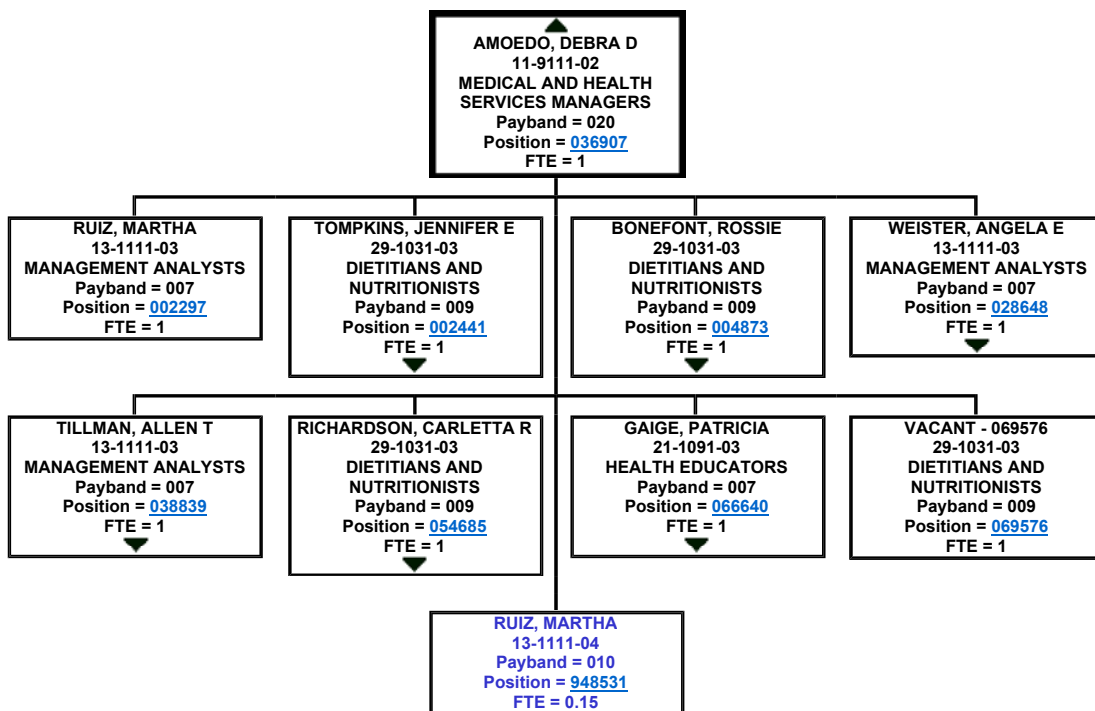 AMOEDO, DEBRA D
11-9111-02
MEDICAL AND HEALTH
SERVICES MANAGERS
Payband = 020
Position = 036907
FTE = 1
RUIZ, MARTHA
13-1111-03
MANAGEMENT ANALYSTS
Payband = 007
Position = 002297
FTE = 1
TOMPKINS, JENNIFER E
29-1031-03
DIETITIANS AND
NUTRITIONISTS
Payband = 009
Position = 002441
FTE = 1
BONEFONT, ROSSIE
29-1031-03
DIETITIANS AND
NUTRITIONISTS
Payband = 009
Position = 004873
FTE = 1
WEISTER, ANGELA E
13-1111-03
MANAGEMENT ANALYSTS
Payband = 007
Position = 028648
FTE = 1
TILLMAN, ALLEN T
13-1111-03
MANAGEMENT ANALYSTS
Payband = 007
Position = 038839
FTE = 1
RICHARDSON, CARLETTA R
29-1031-03
DIETITIANS AND
NUTRITIONISTS
Payband = 009
Position = 054685
FTE = 1
GAIGE, PATRICIA
21-1091-03
HEALTH EDUCATORS
Payband = 007
Position = 066640
FTE = 1
VACANT - 069576
29-1031-03
DIETITIANS AND
NUTRITIONISTS
Payband = 009
Position = 069576
FTE = 1
RUIZ, MARTHA
13-1111-04
Payband = 010
Position = 948531
FTE = 0.15